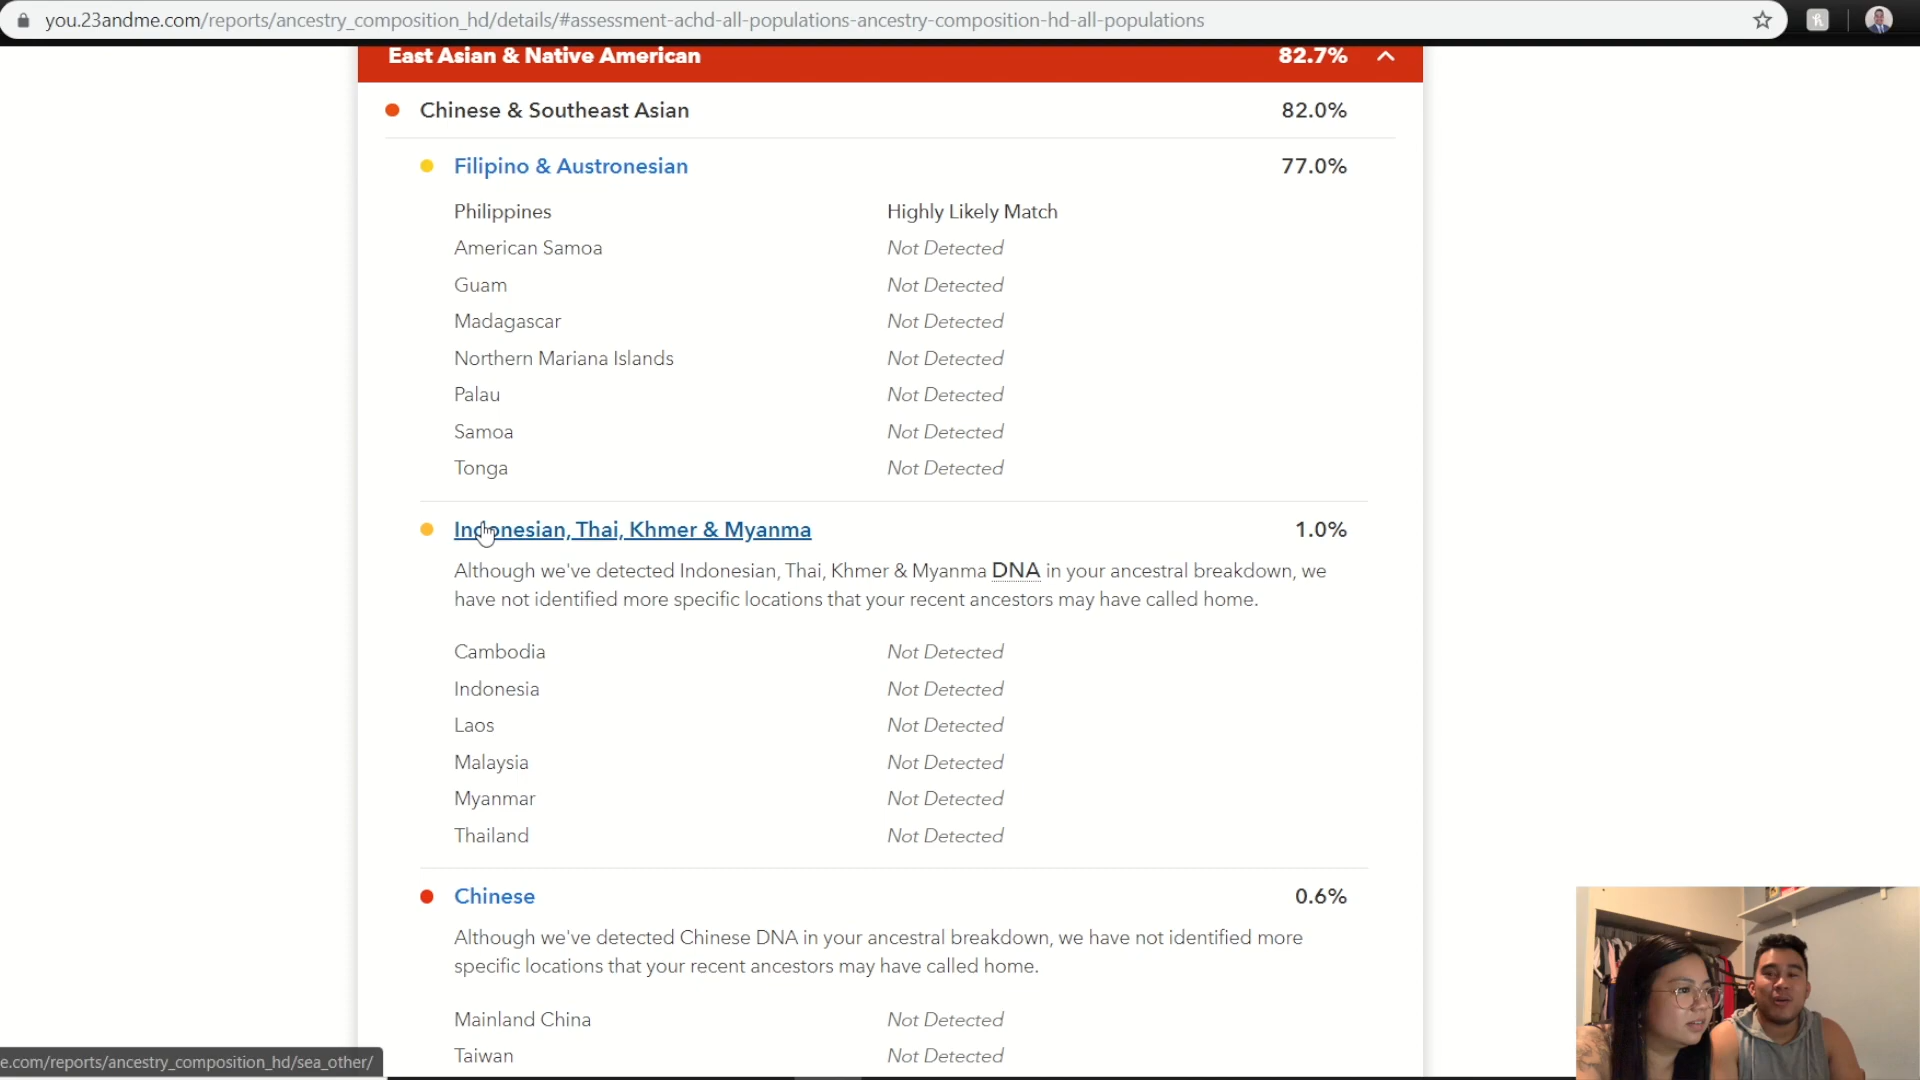 you.23andme.com/reports/ancestry_composition_hd/details/#assessment-achd-all-populations-ancestry-composition-hd-all-populations
East Asian & Native American 82.7%
Chinese & Southeast Asian 82.0%
Filipino & Austronesian 77.0%
Philippines Highly Likely Match
American Samoa Not Detected
Guam Not Detected
Madagascar Not Detected
Northern Mariana Islands Not Detected
Palau Not Detected
Samoa Not Detected
Tonga Not Detected
Indonesian, Thai, Khmer & Myanma 1.0%
Although we've detected Indonesian, Thai, Khmer & Myanma DNA in your ancestral breakdown, we
have not identified more specific locations that your recent ancestors may have called home.
Cambodia Not Detected
Indonesia Not Detected
Laos Not Detected
Malaysia Not Detected
Myanmar Not Detected
Thailand Not Detected
Chinese 0.6%
Although we've detected Chinese DNA in your ancestral breakdown, we have not identified more
specific locations that your recent ancestors may have called home.
Mainland China Not Detected
Taiwan Not Detected
e.com/reports/ancestry_composition_hd/sea_other/